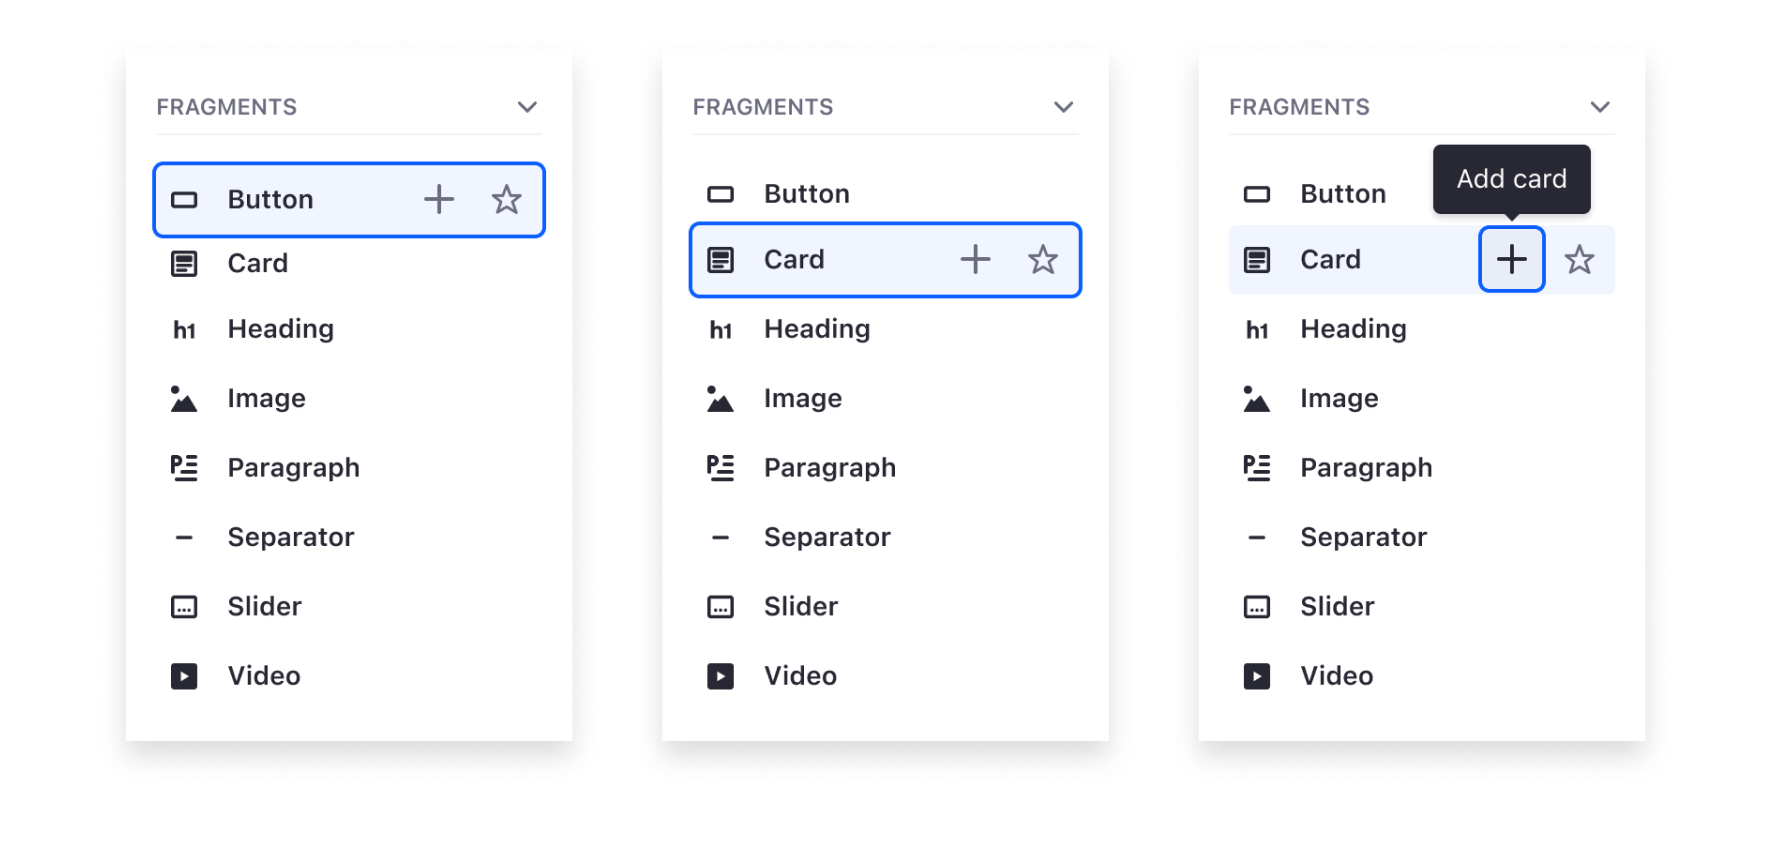 FRAGMENTS
Button
Card
h1 Heading
Image
Paragraph
Separator
Slider
Video
FRAGMENTS
Button
Card
h1 Heading
Image
Paragraph
Separator
Slider
Video
FRAGMENTS
Add card
Button
Card
h1 Heading
Image
Paragraph
Separator
Slider
Video